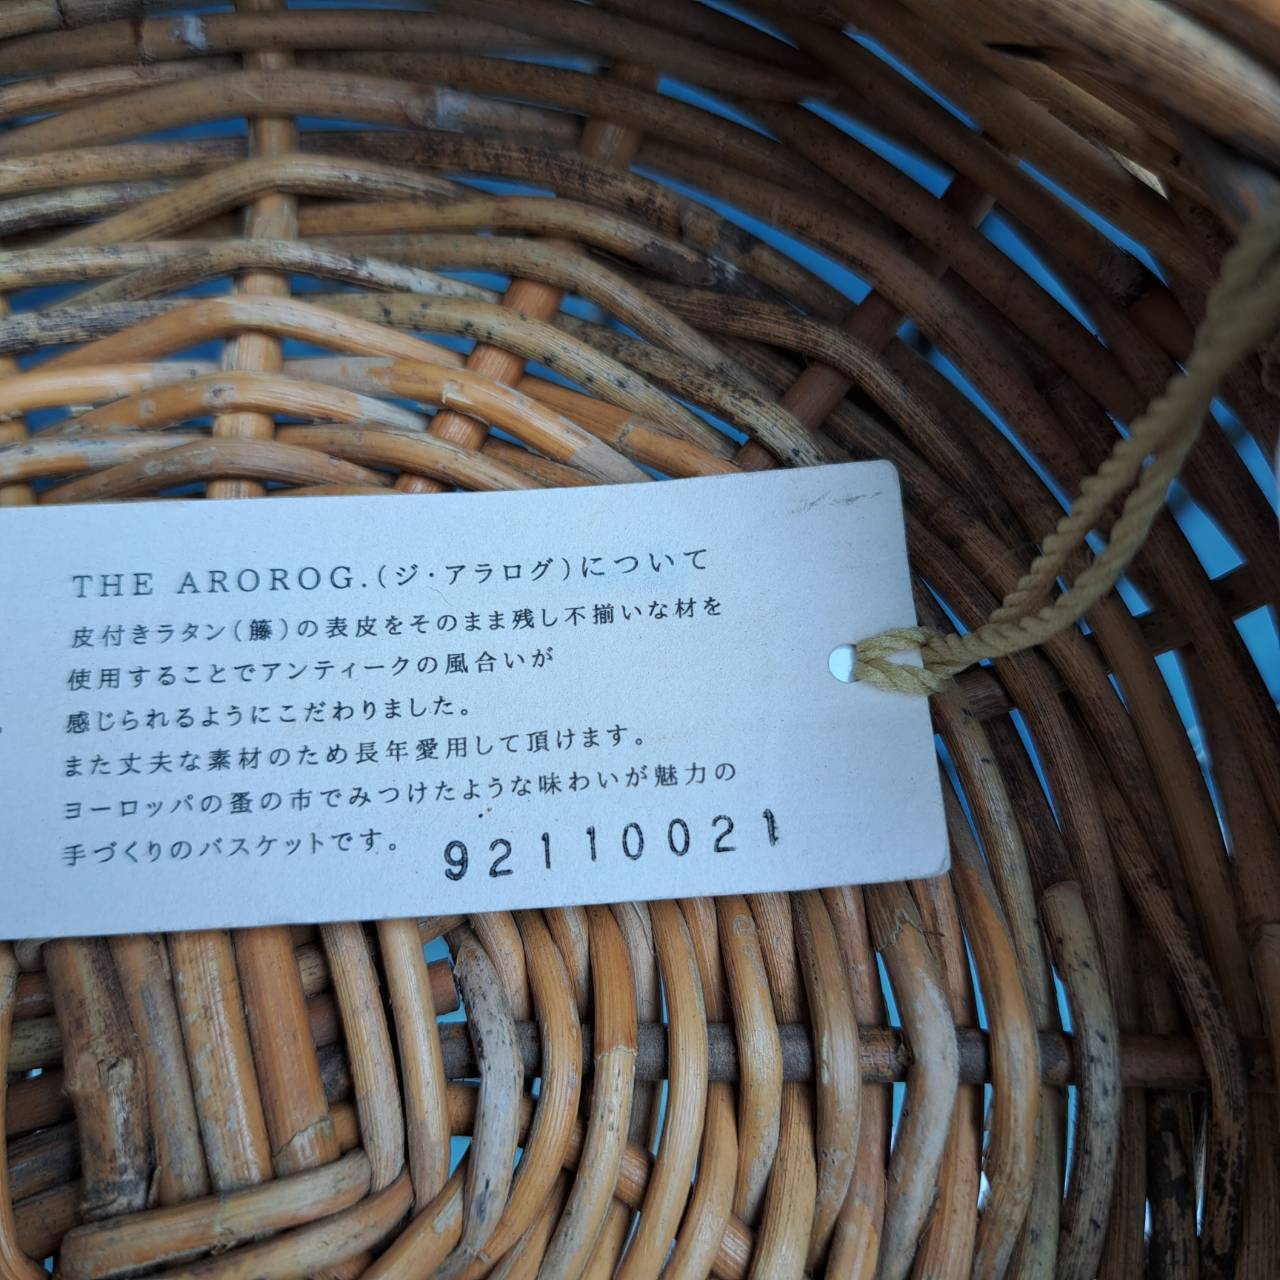 THE AROROG.(ジ・アラログ)について
皮付きラタン(籐)の表皮をそのまま残し不揃いな材を
使用することでアンティークの風合いが
感じられるようにこだわりました。
また丈夫な素材のため長年愛用して頂けます。
ヨーロッパの蚤の市でみつけたような味わいが魅力の
手づくりのバスケットです。
92110021